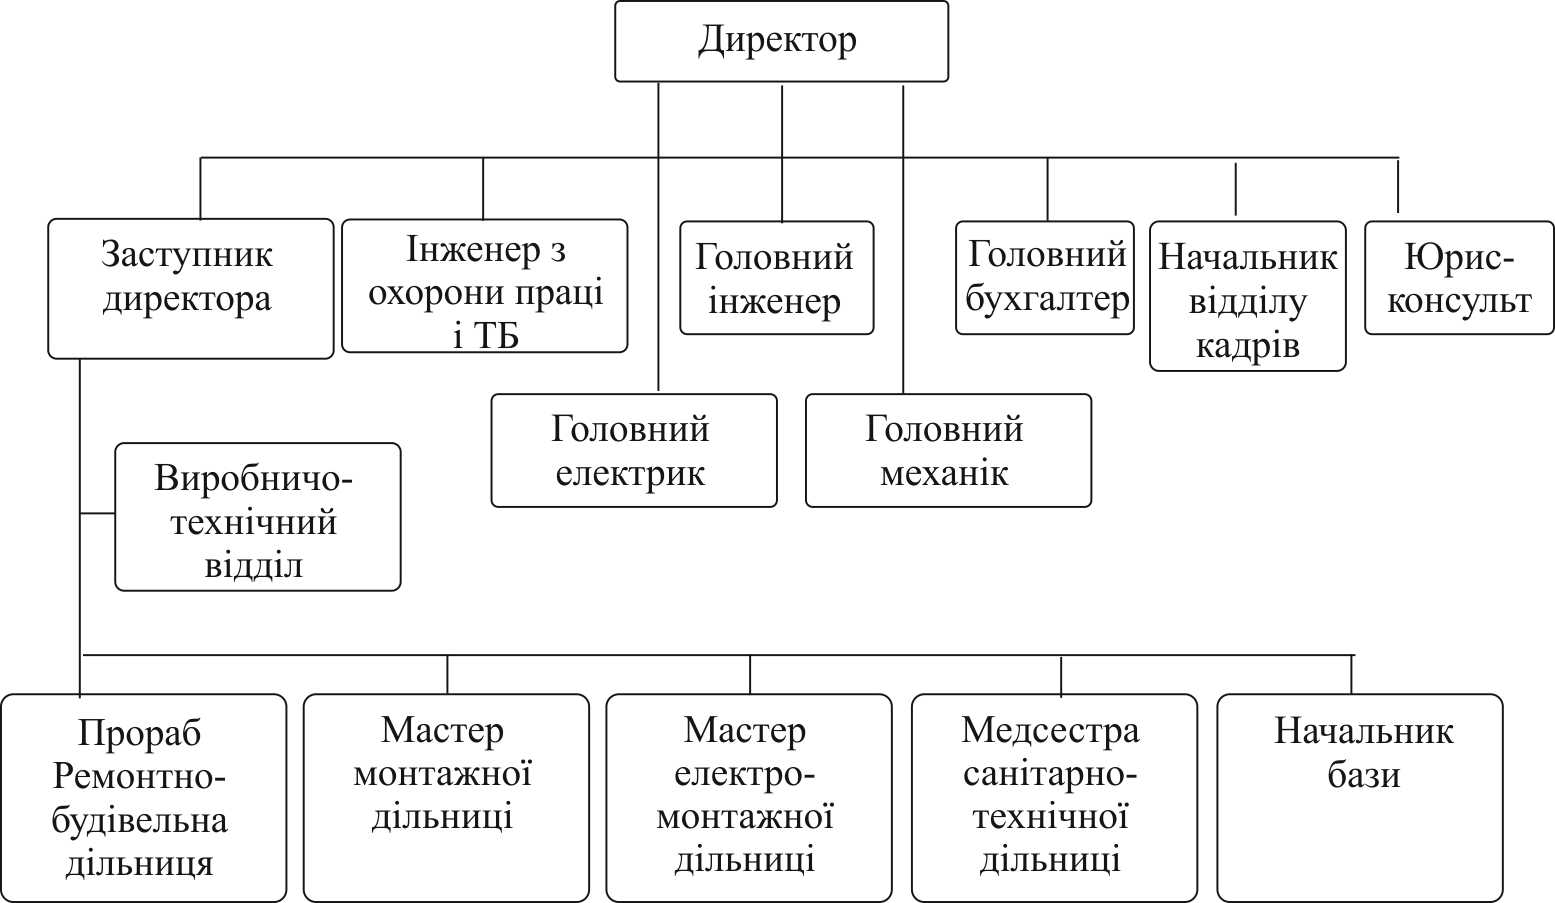 Директор
Заступник
директора
Інженер з
охорони праці
і ТБ
Головний
інженер
Головний
бухгалтер
Начальник
відділу
кадрів
Юрис-
консульт
Головний
електрик
Головний
механік
Виробничо-
технічний
відділ
Прораб
Ремонтно-
будівельна
дільниця
Мастер
монтажної
дільниці
Мастер
електро-
монтажної
дільниці
Медсестра
санітарно-
технічної
дільниці
Начальник
бази